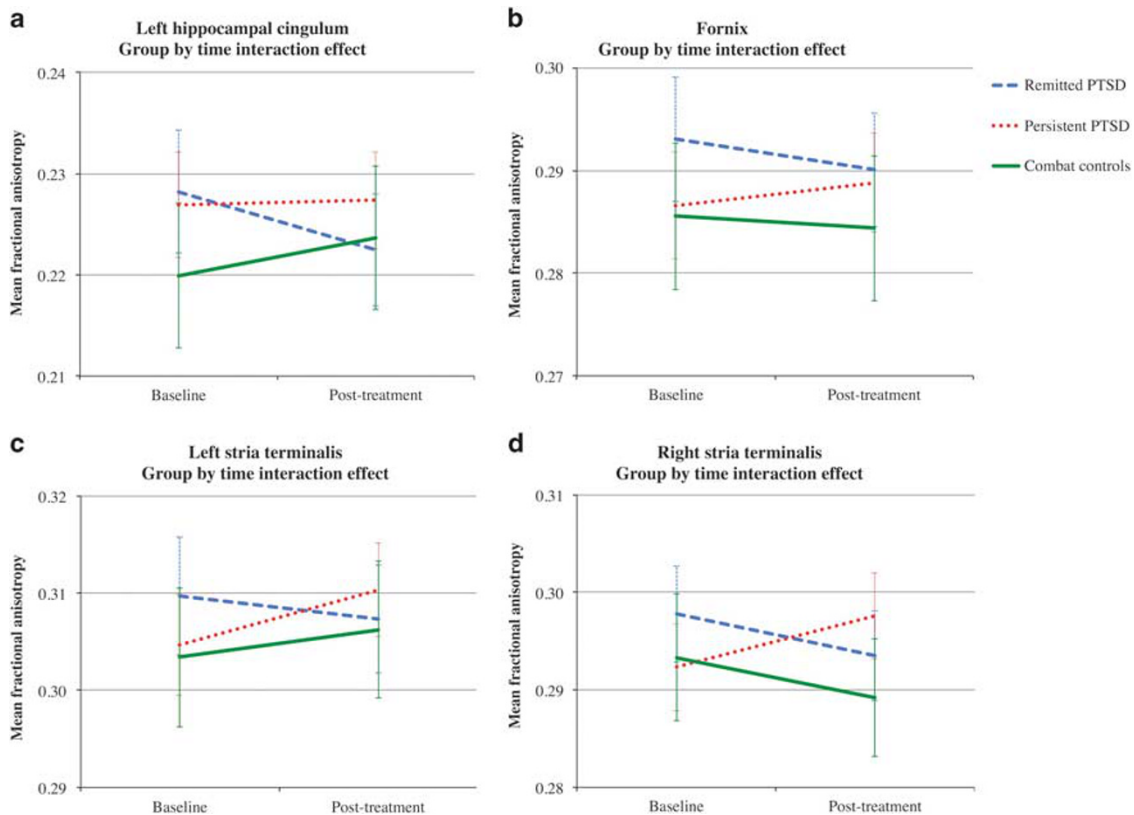 a
Left hippocampal cingulum
Group by time interaction effect
Mean fractional anisotropy
0.24
0.23
0.22
0.21
Baseline
Post-treatment
b
Fornix
Group by time interaction effect
Mean fractional anisotropy
0.30
0.29
0.28
0.27
Baseline
Post-treatment
Remitted PTSD
Persistent PTSD
Combat controls
c
Left stria terminalis
Group by time interaction effect
Mean fractional anisotropy
0.32
0.31
0.30
0.29
Baseline
Post-treatment
d
Right stria terminalis
Group by time interaction effect
Mean fractional anisotropy
0.31
0.30
0.29
0.28
Baseline
Post-treatment